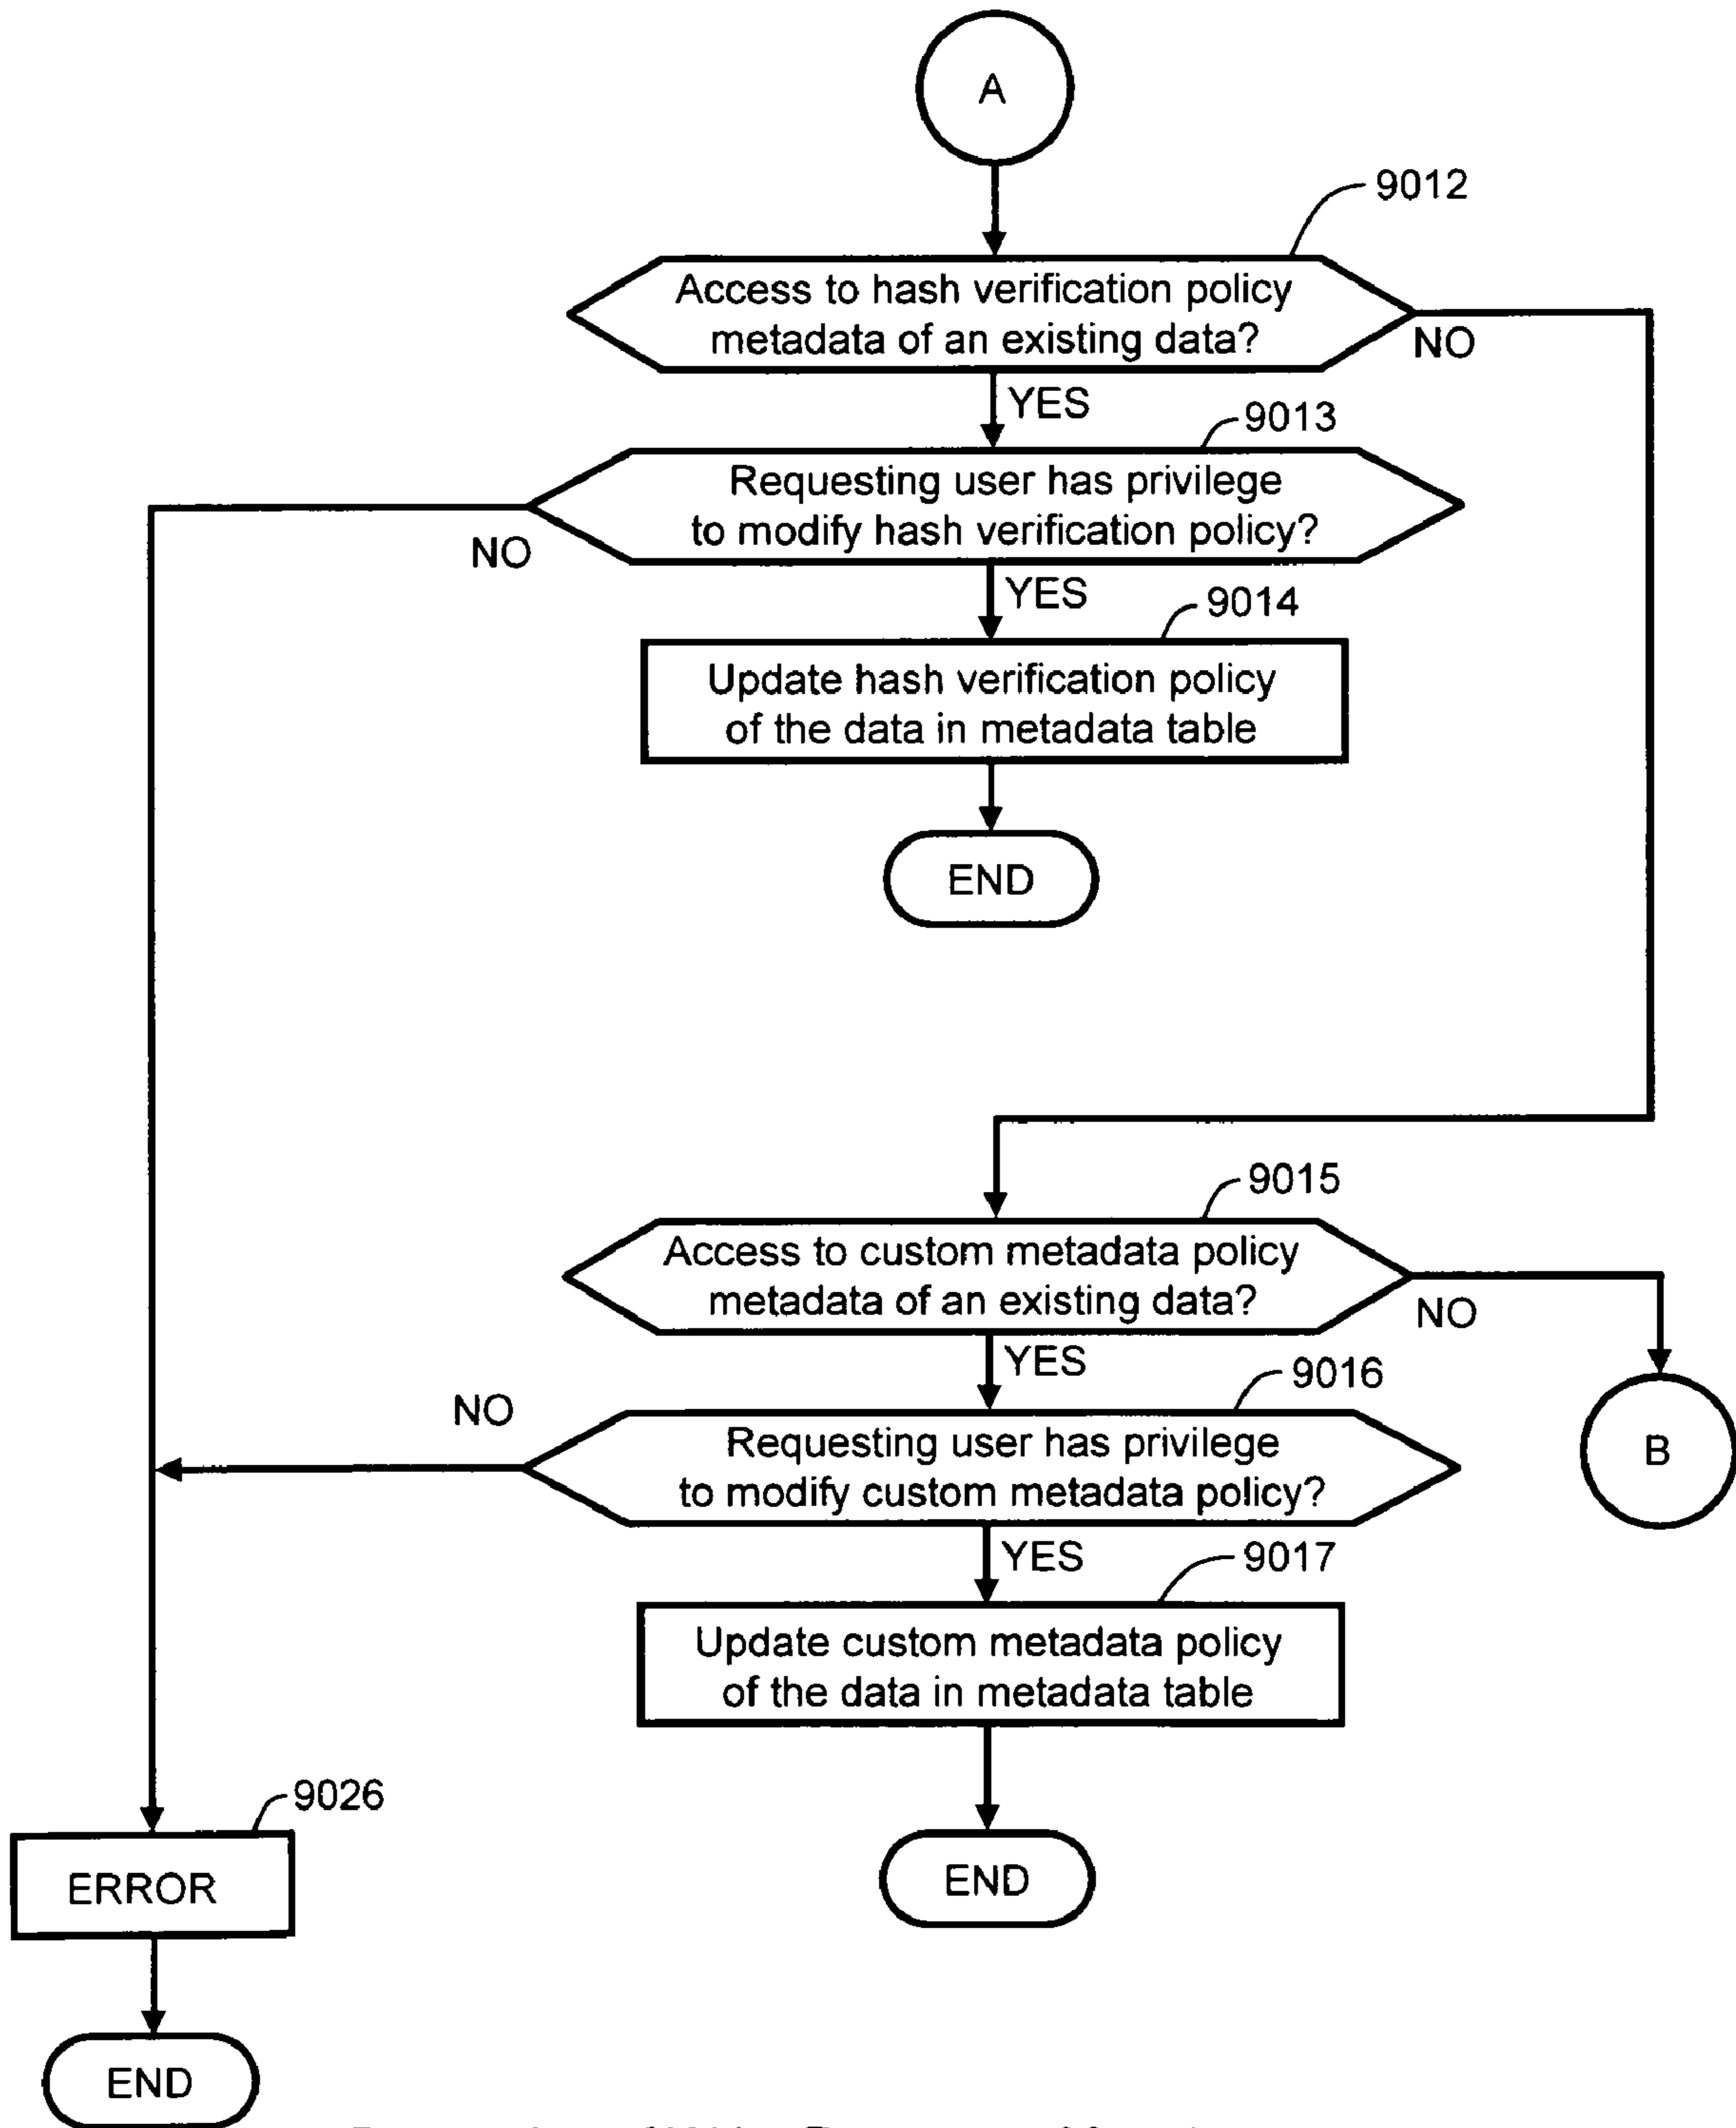 A
9012
Access to hash verification policy
metadata of an existing data?
NO
YES
9013
Requesting user has privilege
to modify hash verification policy?
NO
YES
9014
Update hash verification policy
of the data in metadata table
END
9015
Access to custom metadata policy
metadata of an existing data?
NO
YES
9016
NO
Requesting user has privilege
to modify custom metadata policy?
B
YES
9017
Update custom metadata policy
of the data in metadata table
9026
ERROR
END
END